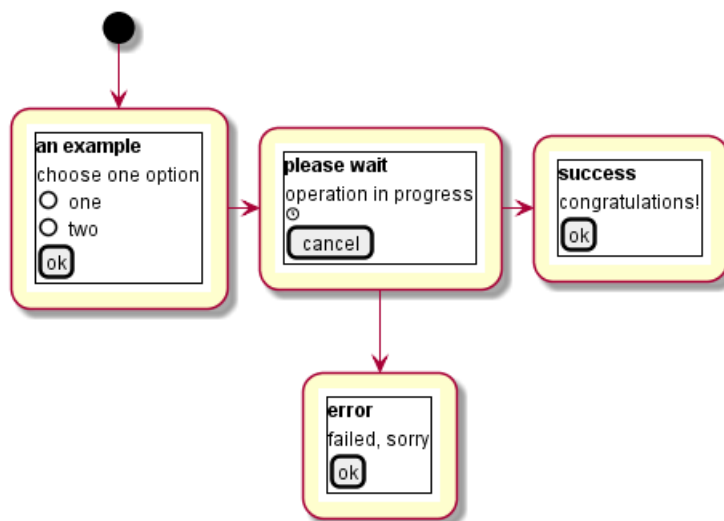 an example
choose one option
one
two
ok
please wait
operation in progress
cancel
success
congratulations!
ok
error
failed, sorry
ok